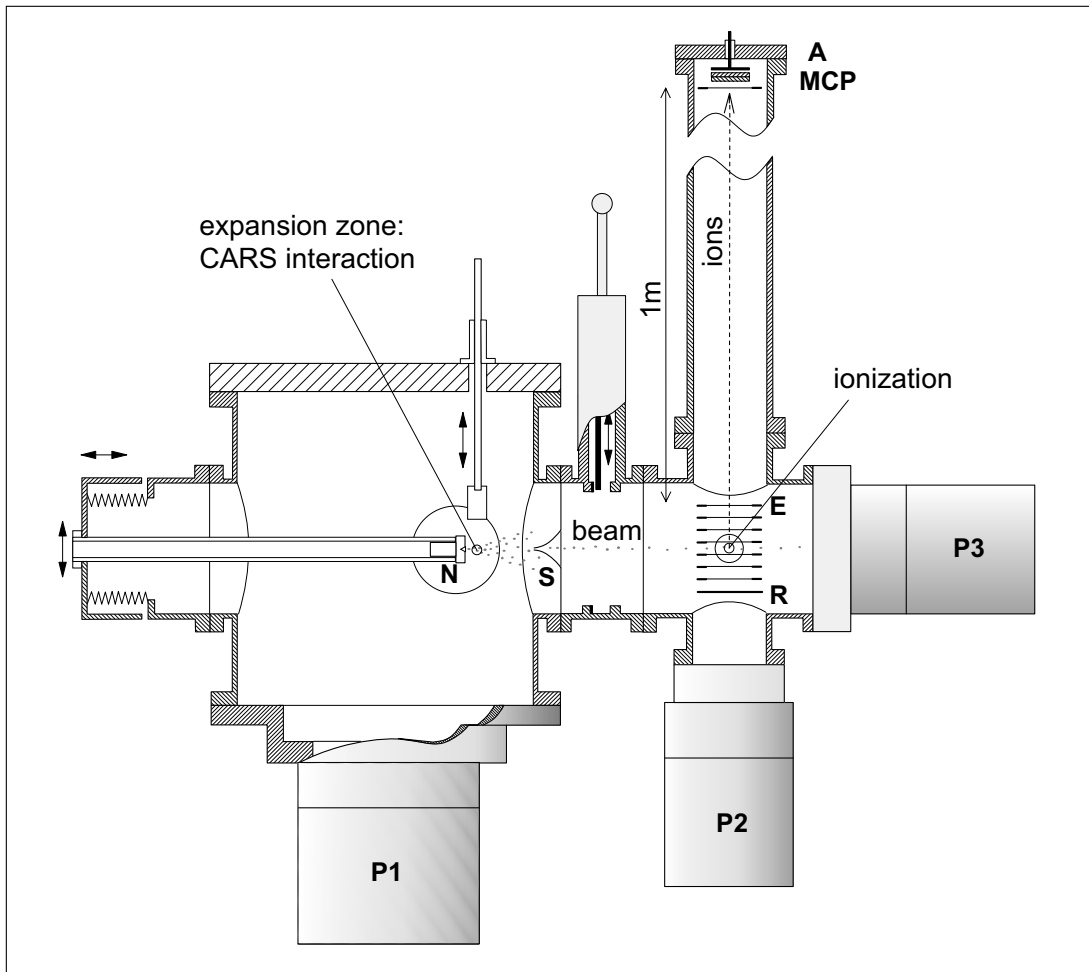 A
MCP
expansion zone:
CARS interaction
ions
1m
ionization
E
beam
P3
N
S
R
P2
P1